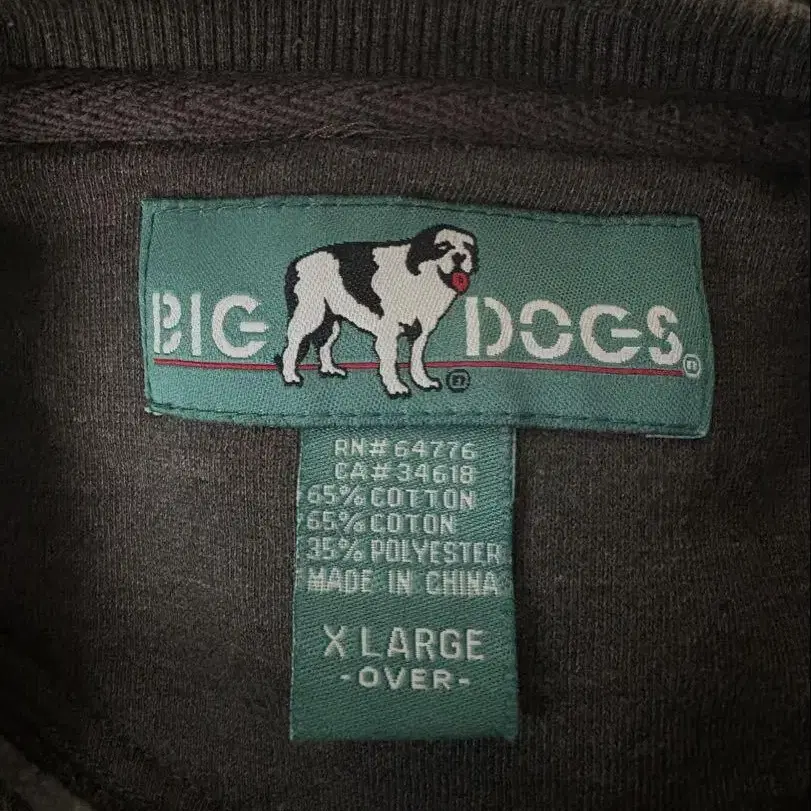 BIG DOGS®
®
RN# 64776
CA# 34618
65% COTTON
65% COTON
35% POLYESTER
MADE IN CHINA
X LARGE
-OVER-